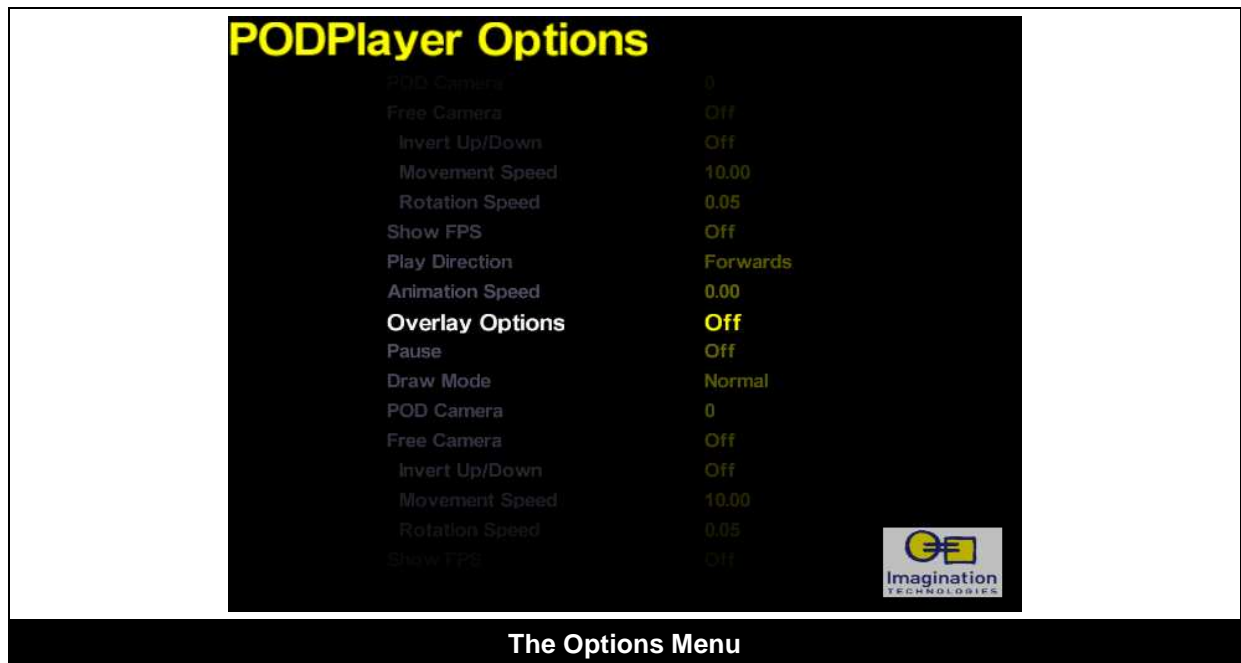 PODPlayer Options
POD Camera 0
Free Camera Off
Invert Up/Down Off
Movement Speed 10.00
Rotation Speed 0.05
Show FPS Off
Play Direction Forwards
Animation Speed 0.00
Overlay Options Off
Pause Off
Draw Mode Normal
POD Camera 0
Free Camera Off
Invert Up/Down Off
Movement Speed 10.00
Rotation Speed 0.05
Show FPS Off
Imagination
TECHNOLOGIES
The Options Menu